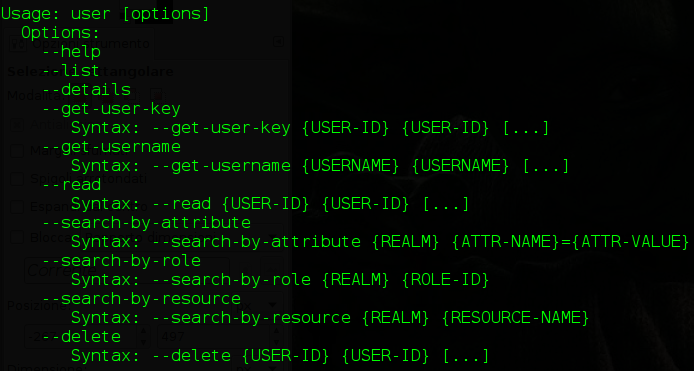 Usage: user [options]
Options:
--help
--list
--details
--get-user-key
Syntax: --get-user-key {USER-ID} {USER-ID} [...]
--get-username
Syntax: --get-username {USERNAME} {USERNAME} [...]
--read
Syntax: --read {USER-ID} {USER-ID} [...]
--search-by-attribute
Syntax: --search-by-attribute {REALM} {ATTR-NAME}={ATTR-VALUE}
--search-by-role
Syntax: --search-by-role {REALM} {ROLE-ID}
--search-by-resource
Syntax: --search-by-resource {REALM} {RESOURCE-NAME}
--delete
Syntax: --delete {USER-ID} {USER-ID} [...]